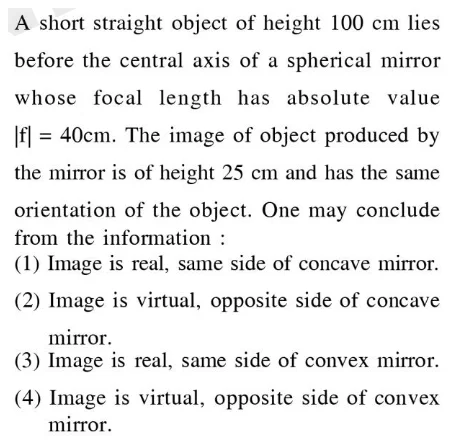 A short straight object of height 100 cm lies
before the central axis of a spherical mirror
whose focal length has absolute value
|f| = 40cm. The image of object produced by
the mirror is of height 25 cm and has the same
orientation of the object. One may conclude
from the information :
(1) Image is real, same side of concave mirror.
(2) Image is virtual, opposite side of concave
mirror.
(3) Image is real, same side of convex mirror.
(4) Image is virtual, opposite side of convex
mirror.